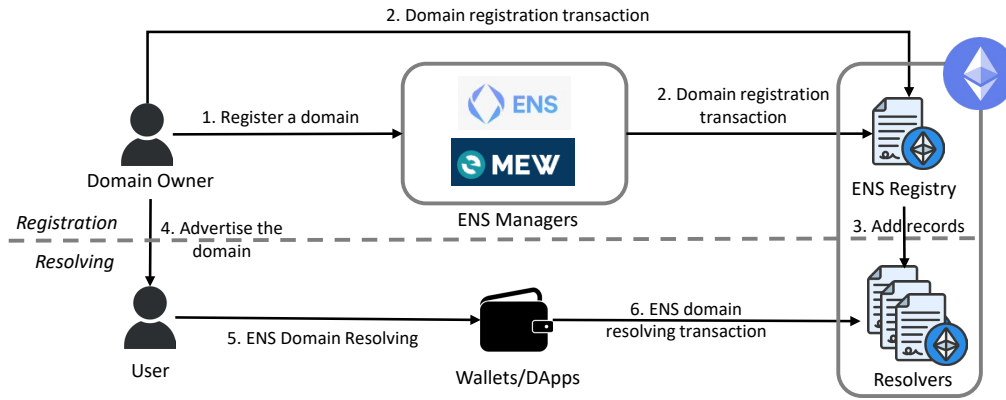 2. Domain registration transaction
ENS
1. Register a domain
2. Domain registration
transaction
MEW
Domain Owner
ENS Managers
ENS Registry
Registration
4. Advertise the
domain
3. Add records
Resolving
5. ENS Domain Resolving
6. ENS domain
resolving transaction
User
Wallets/DApps
Resolvers